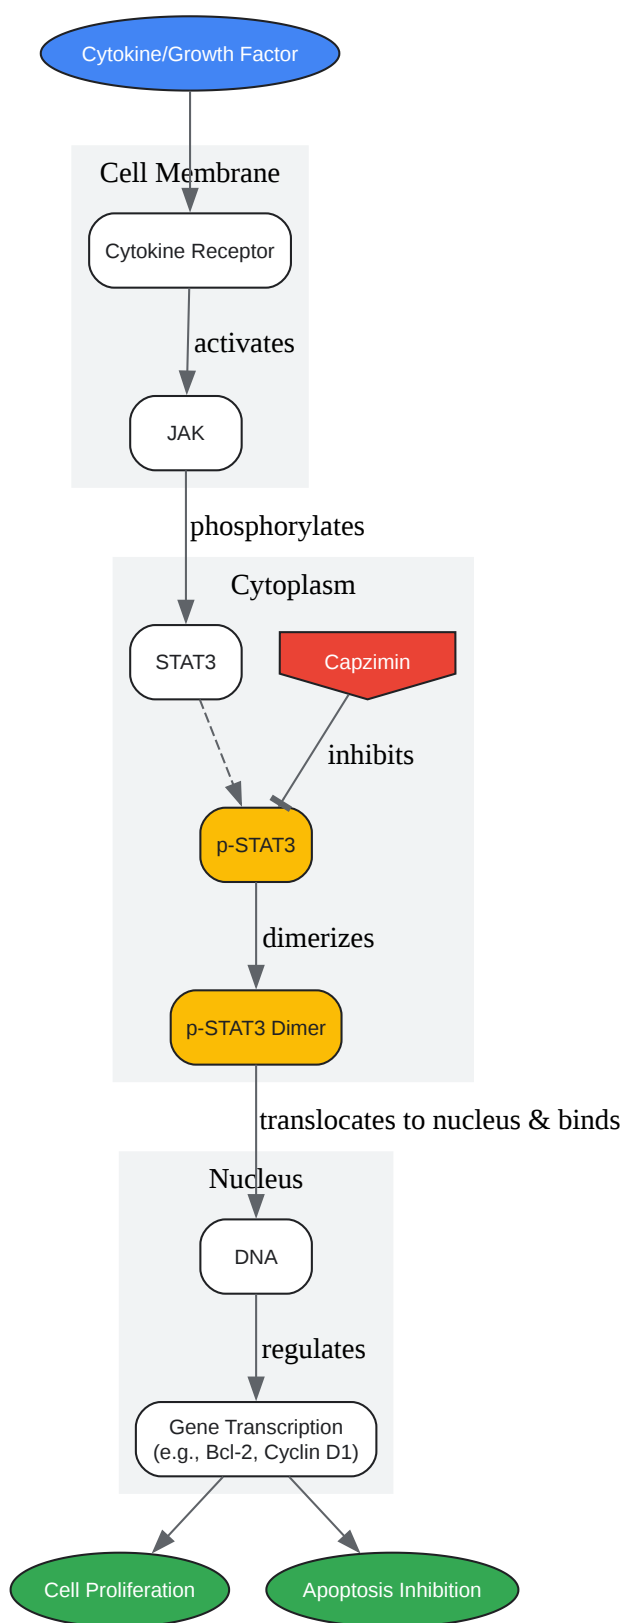 Cytokine/Growth Factor
Cell Membrane
Cytokine Receptor
activates
JAK
phosphorylates
Cytoplasm
STAT3
Capzimin
inhibits
p-STAT3
dimerizes
p-STAT3 Dimer
translocates to nucleus & binds
Nucleus
DNA
regulates
Gene Transcription
(e.g., Bcl-2, Cyclin D1)
Cell Proliferation
Apoptosis Inhibition